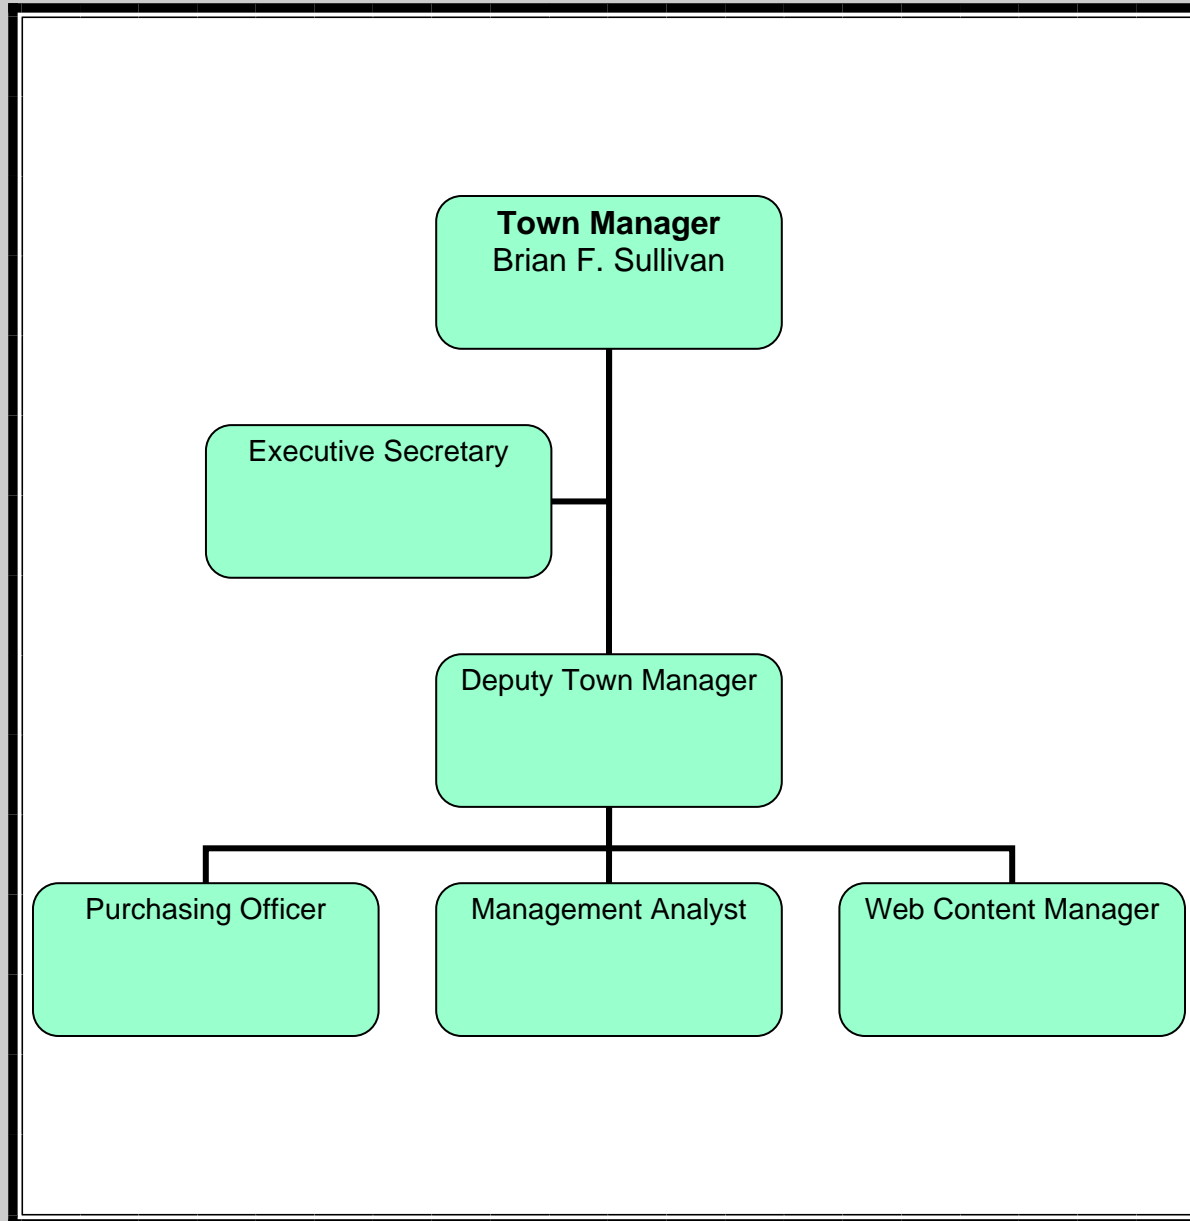 Town Manager
Brian F. Sullivan
Executive Secretary
Deputy Town Manager
Purchasing Officer
Management Analyst
Web Content Manager